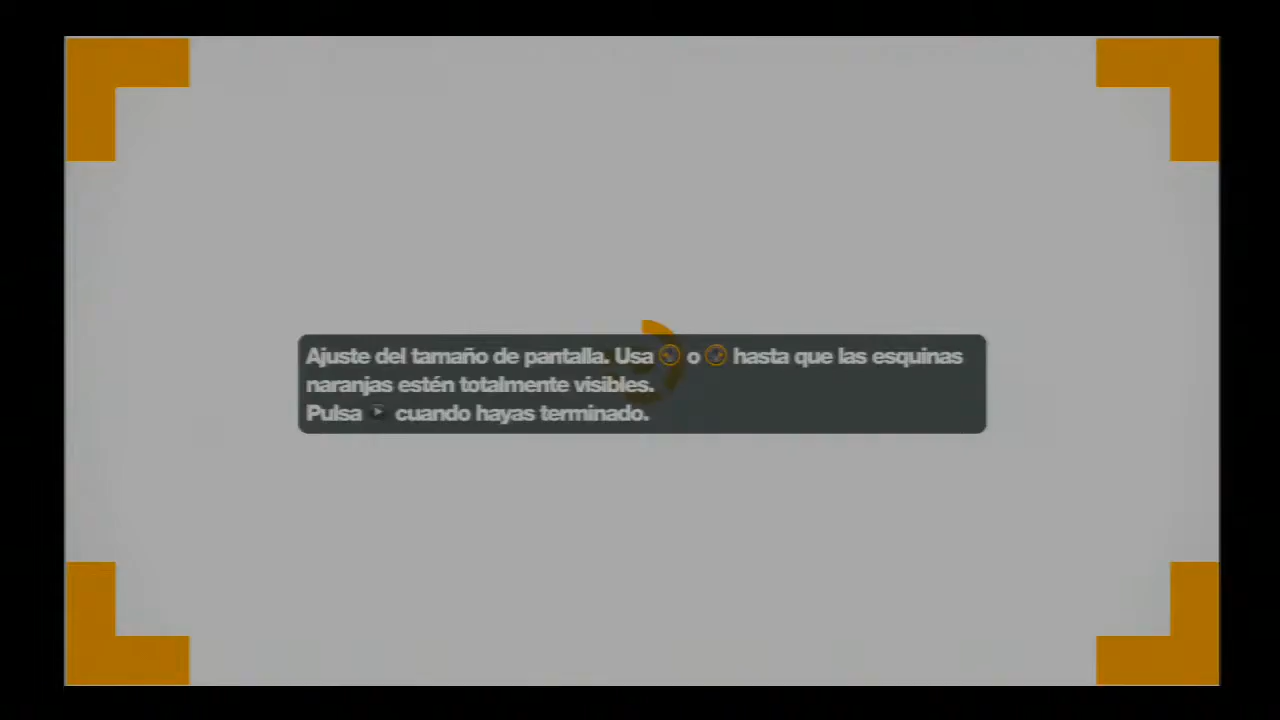 Ajuste del tamaño de pantalla. Usa o hasta que las esquinas
naranjas estén totalmente visibles.
Pulsa cuando hayas terminado.